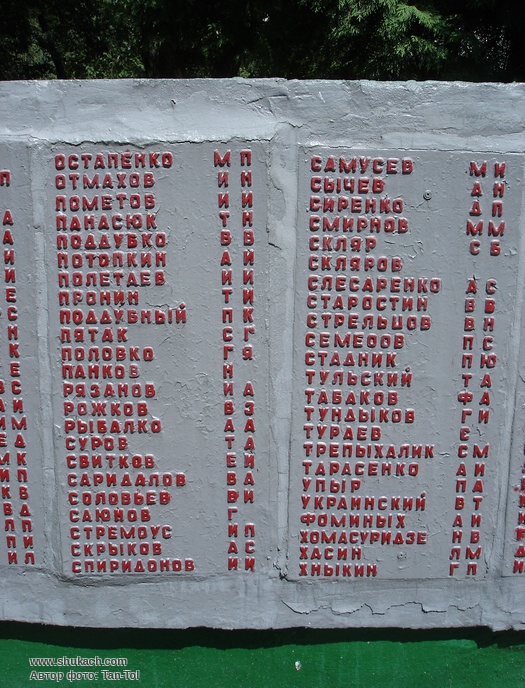 ОСТАПЕНКО М П
ОТМАХОВ И Н
ПОМЕТОВ И И
ПАНАСЮК Т Н
ПОДДУБКО В В
ПОТОПКИН А И
ПОЛЕТАЕВ И И
ПРОНИН Т И
ПОДДУБНЫЙ П К
ПЯТАК С Г
ПОЛОВКО Г Я
ПАНКОВ Н
РЯЗАНОВ И А
РОЖКОВ В З
РЫБАЛКО А А
СУРОВ Т А
СВИТКОВ Е И
САРИДАЛОВ В А
СОЛОВЬЕВ В И
САЮНОВ Г
СТРЕМОУС И П
СКРЫКОВ А С
СПИРИДОНОВ И И
САМУСЕВ М И
СЫЧЕВ А Н
СИРЕНКО Д П
СМИРНОВ М М
СКЛЯР С Б
СКЛЯРОВ
СЛЕСАРЕНКО А С
СТАРОСТИН В В
СТРЕЛЬЦОВ В Н
СЕМЕООВ П С
СТАДНИК П Ю
ТУЛЬСКИЙ Т А
ТАБАКОВ Ф А
ТУНДЫКОВ Г И
ТУРАЕВ С
ТРЕПЫХАЛИК С М
ТАРАСЕНКО А И
УПЫР П А
УКРАИНСКИЙ В Т
ФОМИНЫХ А И
ХОМАСУРИДЗЕ Н В
ХАСИН Л М
ХНЫКИН Г П
www.shukach.com
Автор фото: Tan-Tol